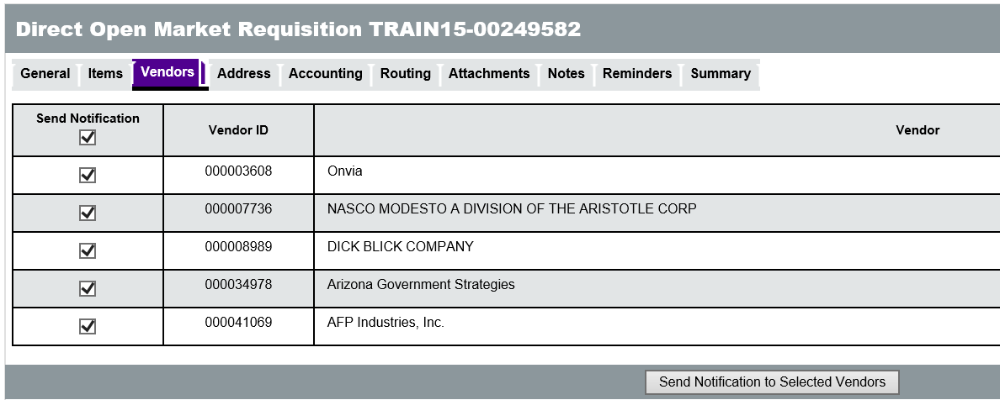 Direct Open Market Requisition TRAIN15-00249582
General Items Vendors Address Accounting Routing Attachments Notes Reminders Summary
Send Notification Vendor ID Vendor
000003608 Onvia
000007736 NASCO MODESTO A DIVISION OF THE ARISTOTLE CORP
000008989 DICK BLICK COMPANY
000034978 Arizona Government Strategies
000041069 AFP Industries, Inc.
Send Notification to Selected Vendors